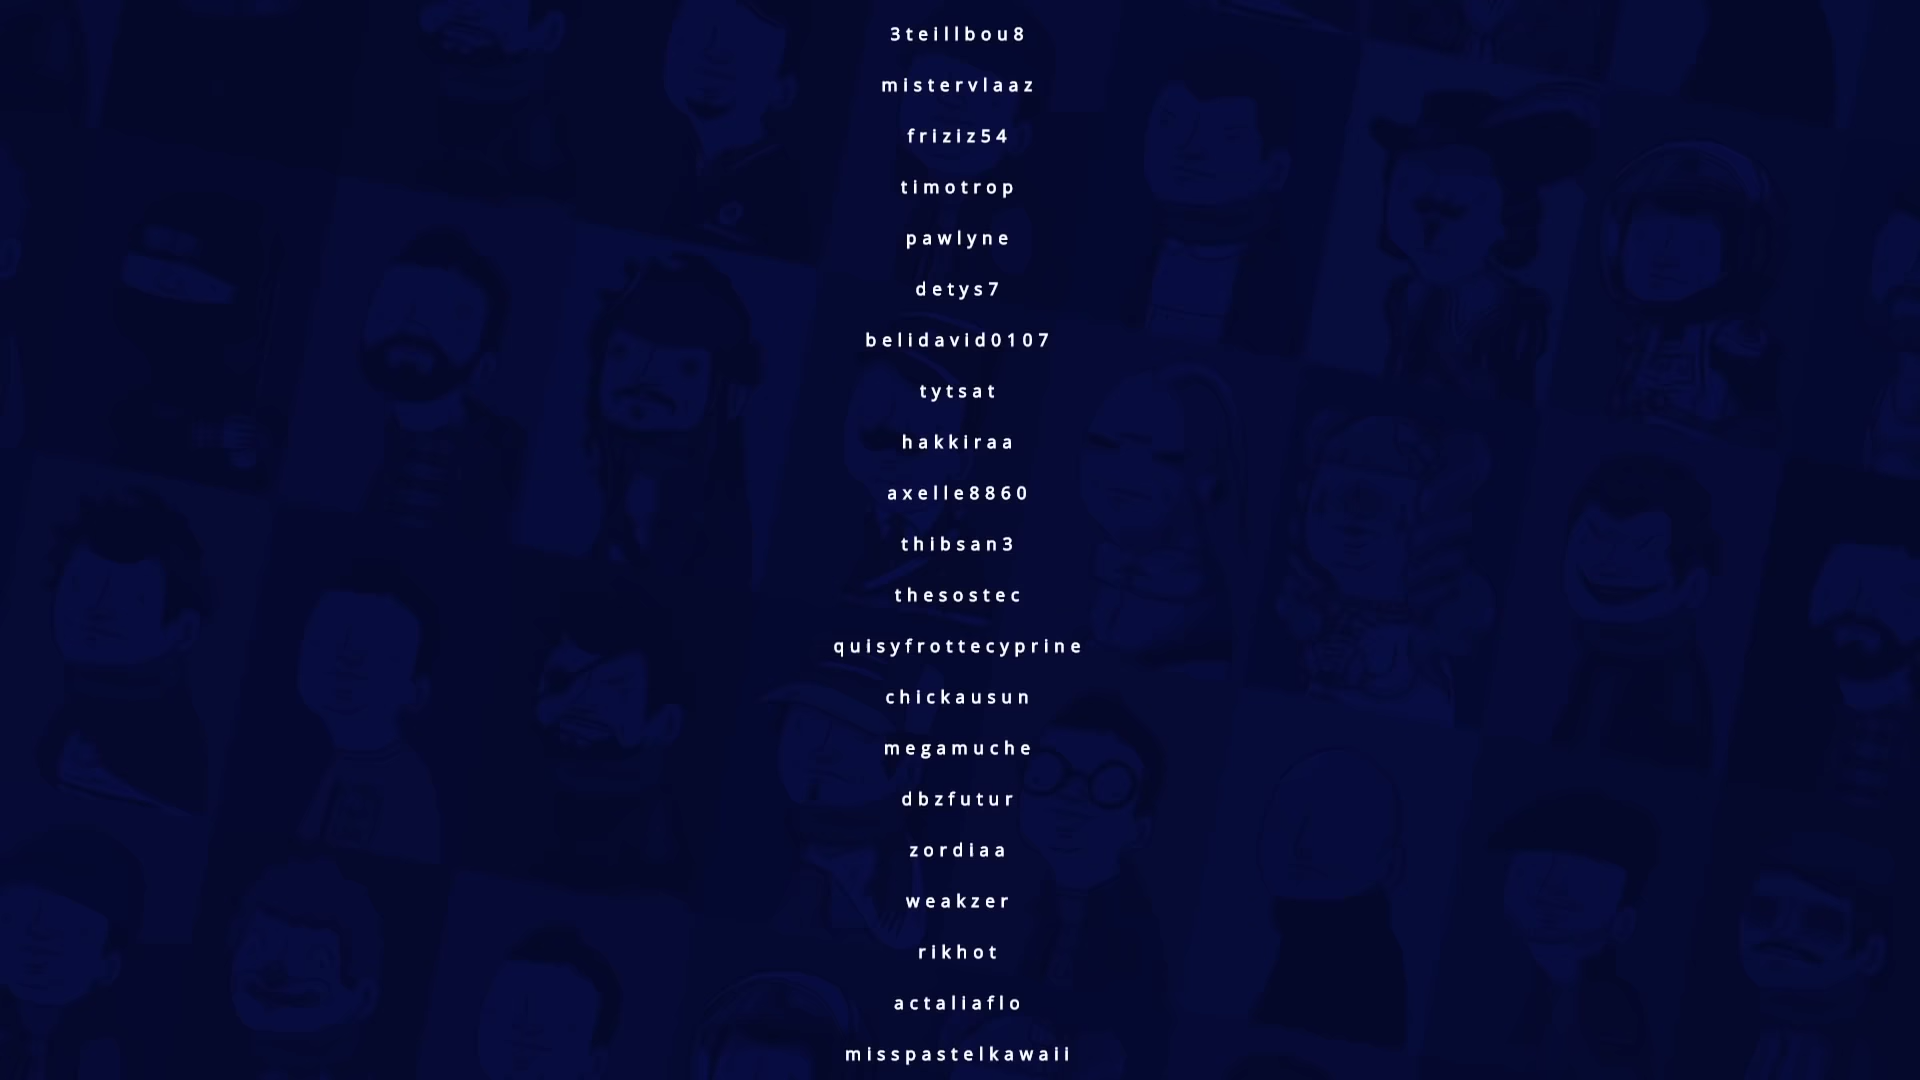 3teillbou8
mistervlaaz
friziz54
timotrop
pawlyne
detys7
belidavid0107
tytsat
hakkiraa
axelle8860
thibsan3
thesostec
quisyfrottecyprine
chickausun
megamuche
dbzfutur
zordiaa
weakzer
rikhot
actaliaflo
misspastelkawaii